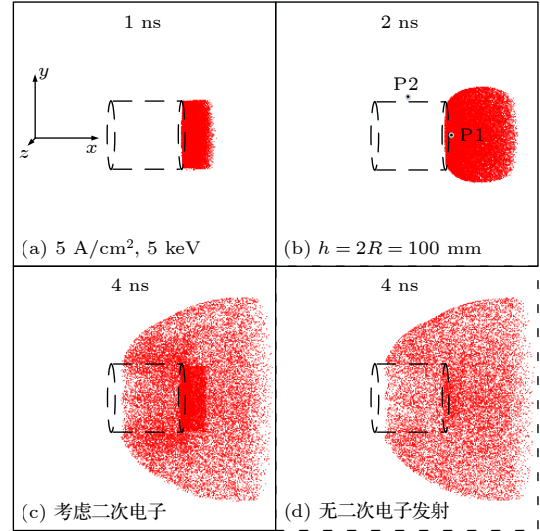 1 ns
2 ns
y
x
z
P2
P1
(a) 5 A/cm², 5 keV
(b) h = 2R = 100 mm
4 ns
4 ns
(c) 考虑二次电子
(d) 无二次电子发射